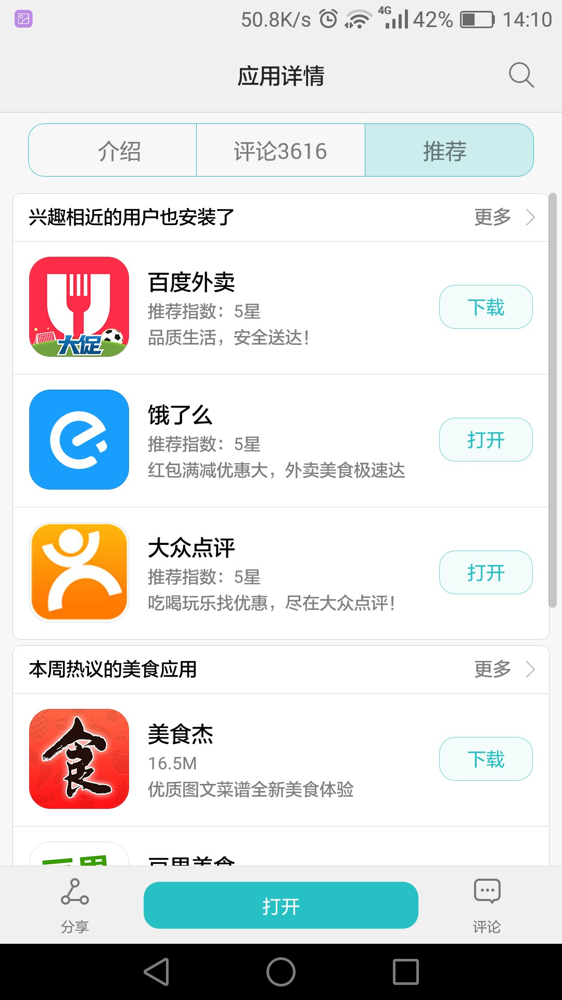 50.8K/s 4G 42% 14:10
应用详情
介绍 评论3616 推荐
兴趣相近的用户也安装了 更多
百度外卖
推荐指数：5星
品质生活，安全送达！
下载
大促
饿了么
推荐指数：5星
红包满减优惠大，外卖美食极速达
打开
大众点评
推荐指数：5星
吃喝玩乐找优惠，尽在大众点评！
打开
本周热议的美食应用 更多
食
美食杰
16.5M
优质图文菜谱全新美食体验
下载
分享 打开 评论